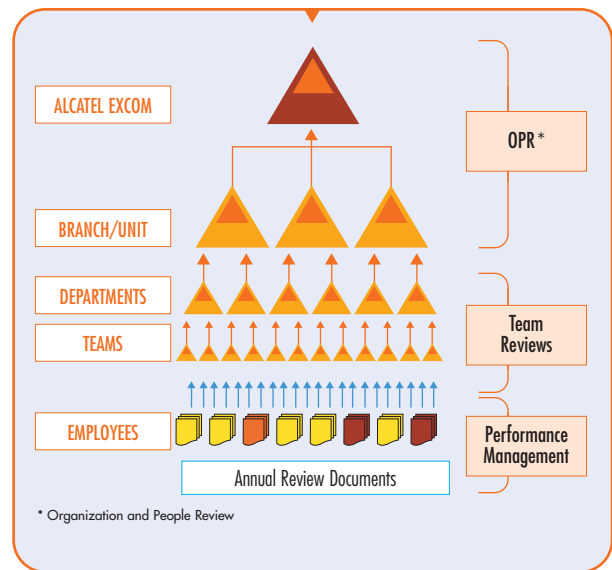 ALCATEL EXCOM
OPR*
BRANCH/UNIT
DEPARTMENTS
TEAMS
Team
Reviews
EMPLOYEES
Performance
Management
Annual Review Documents
* Organization and People Review